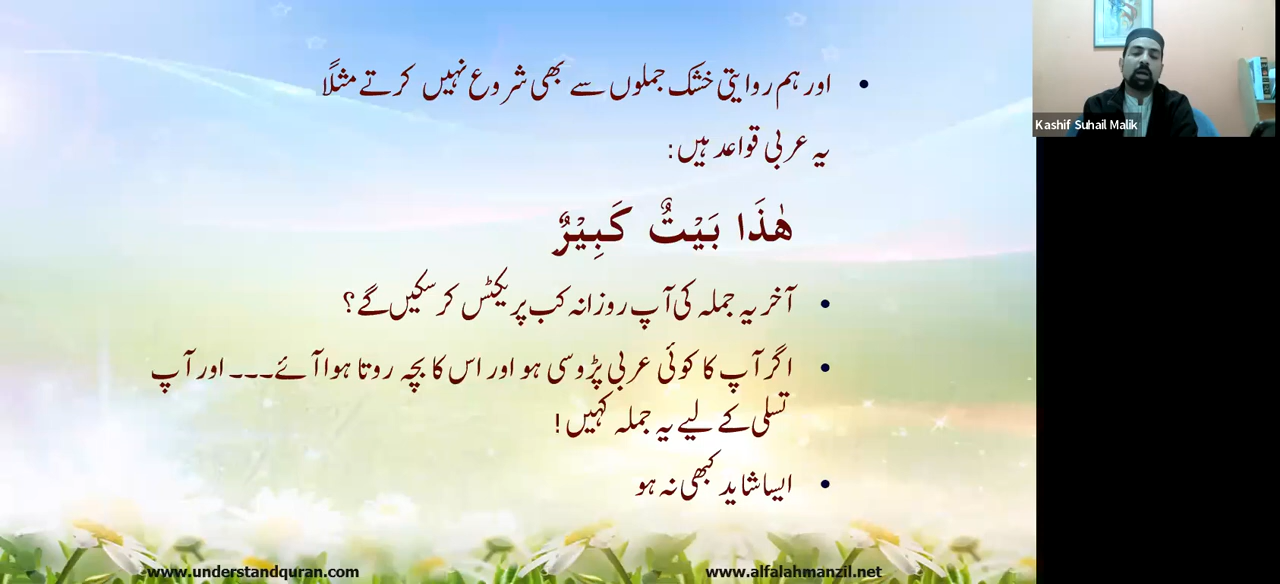 • اور ہم روایتی خشک جملوں سے بھی شروع نہیں کرتے مثلًا
یہ عربی قواعد ہیں:
هٰذَا بَيْتٌ كَبِيْرٌ
• آخر یہ جملہ کی آپ روزانہ کب پریکٹس کر سکیں گے؟
• اگر آپ کا کوئی عربی پڑوسی ہو اور اس کا بچہ روتا ہوا آئے۔۔۔ اور آپ
تسلی کے لیے یہ جملہ کہیں!
• ایسا شاید کبھی نہ ہو
www.understandquran.com
www.alfalahmanzil.net
Kashif Suhail Malik